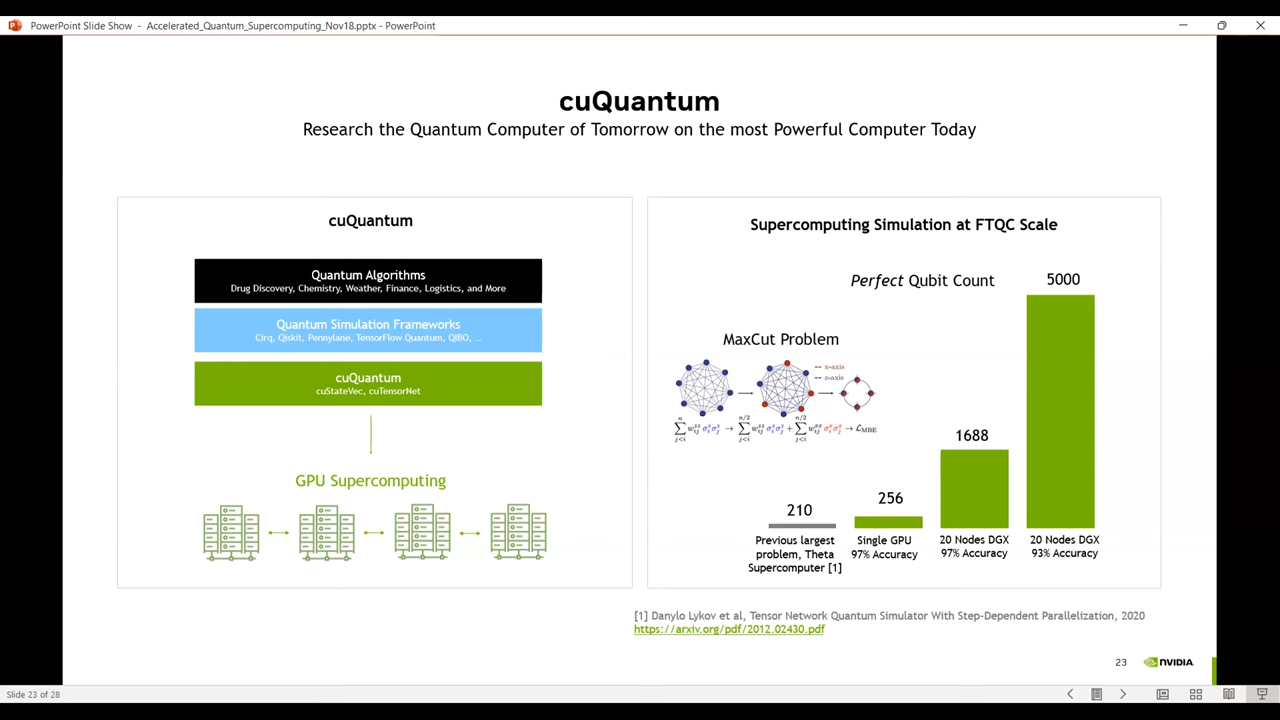 PowerPoint Slide Show - Accelerated_Quantum_Supercomputing_Nov18.pptx - PowerPoint
cuQuantum
Research the Quantum Computer of Tomorrow on the most Powerful Computer Today
cuQuantum
Quantum Algorithms
Drug Discovery, Chemistry, Weather, Finance, Logistics, and More
Quantum Simulation Frameworks
Cirq, Qiskit, Pennylane, TensorFlow Quantum, QIBO, ...
cuQuantum
cuStateVec, cuTensorNet
GPU Supercomputing
Supercomputing Simulation at FTQC Scale
Perfect Qubit Count
5000
MaxCut Problem
x-axis
z-axis
1688
256
210
Previous largest
problem, Theta
Supercomputer [1]
Single GPU
97% Accuracy
20 Nodes DGX
97% Accuracy
20 Nodes DGX
93% Accuracy
[1] Danylo Lykov et al, Tensor Network Quantum Simulator With Step-Dependent Parallelization, 2020
https://arxiv.org/pdf/2012.02430.pdf
23
NVIDIA.
Slide 23 of 28